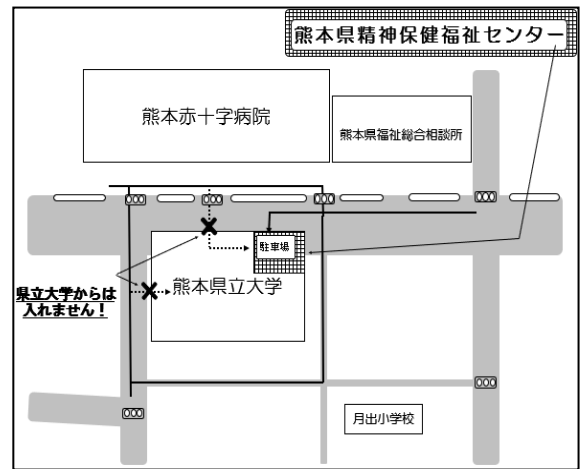 熊本県精神保健福祉センター
熊本赤十字病院
熊本県福祉総合相談所
駐車場
熊本県立大学
県立大学からは
入れません！
月出小学校